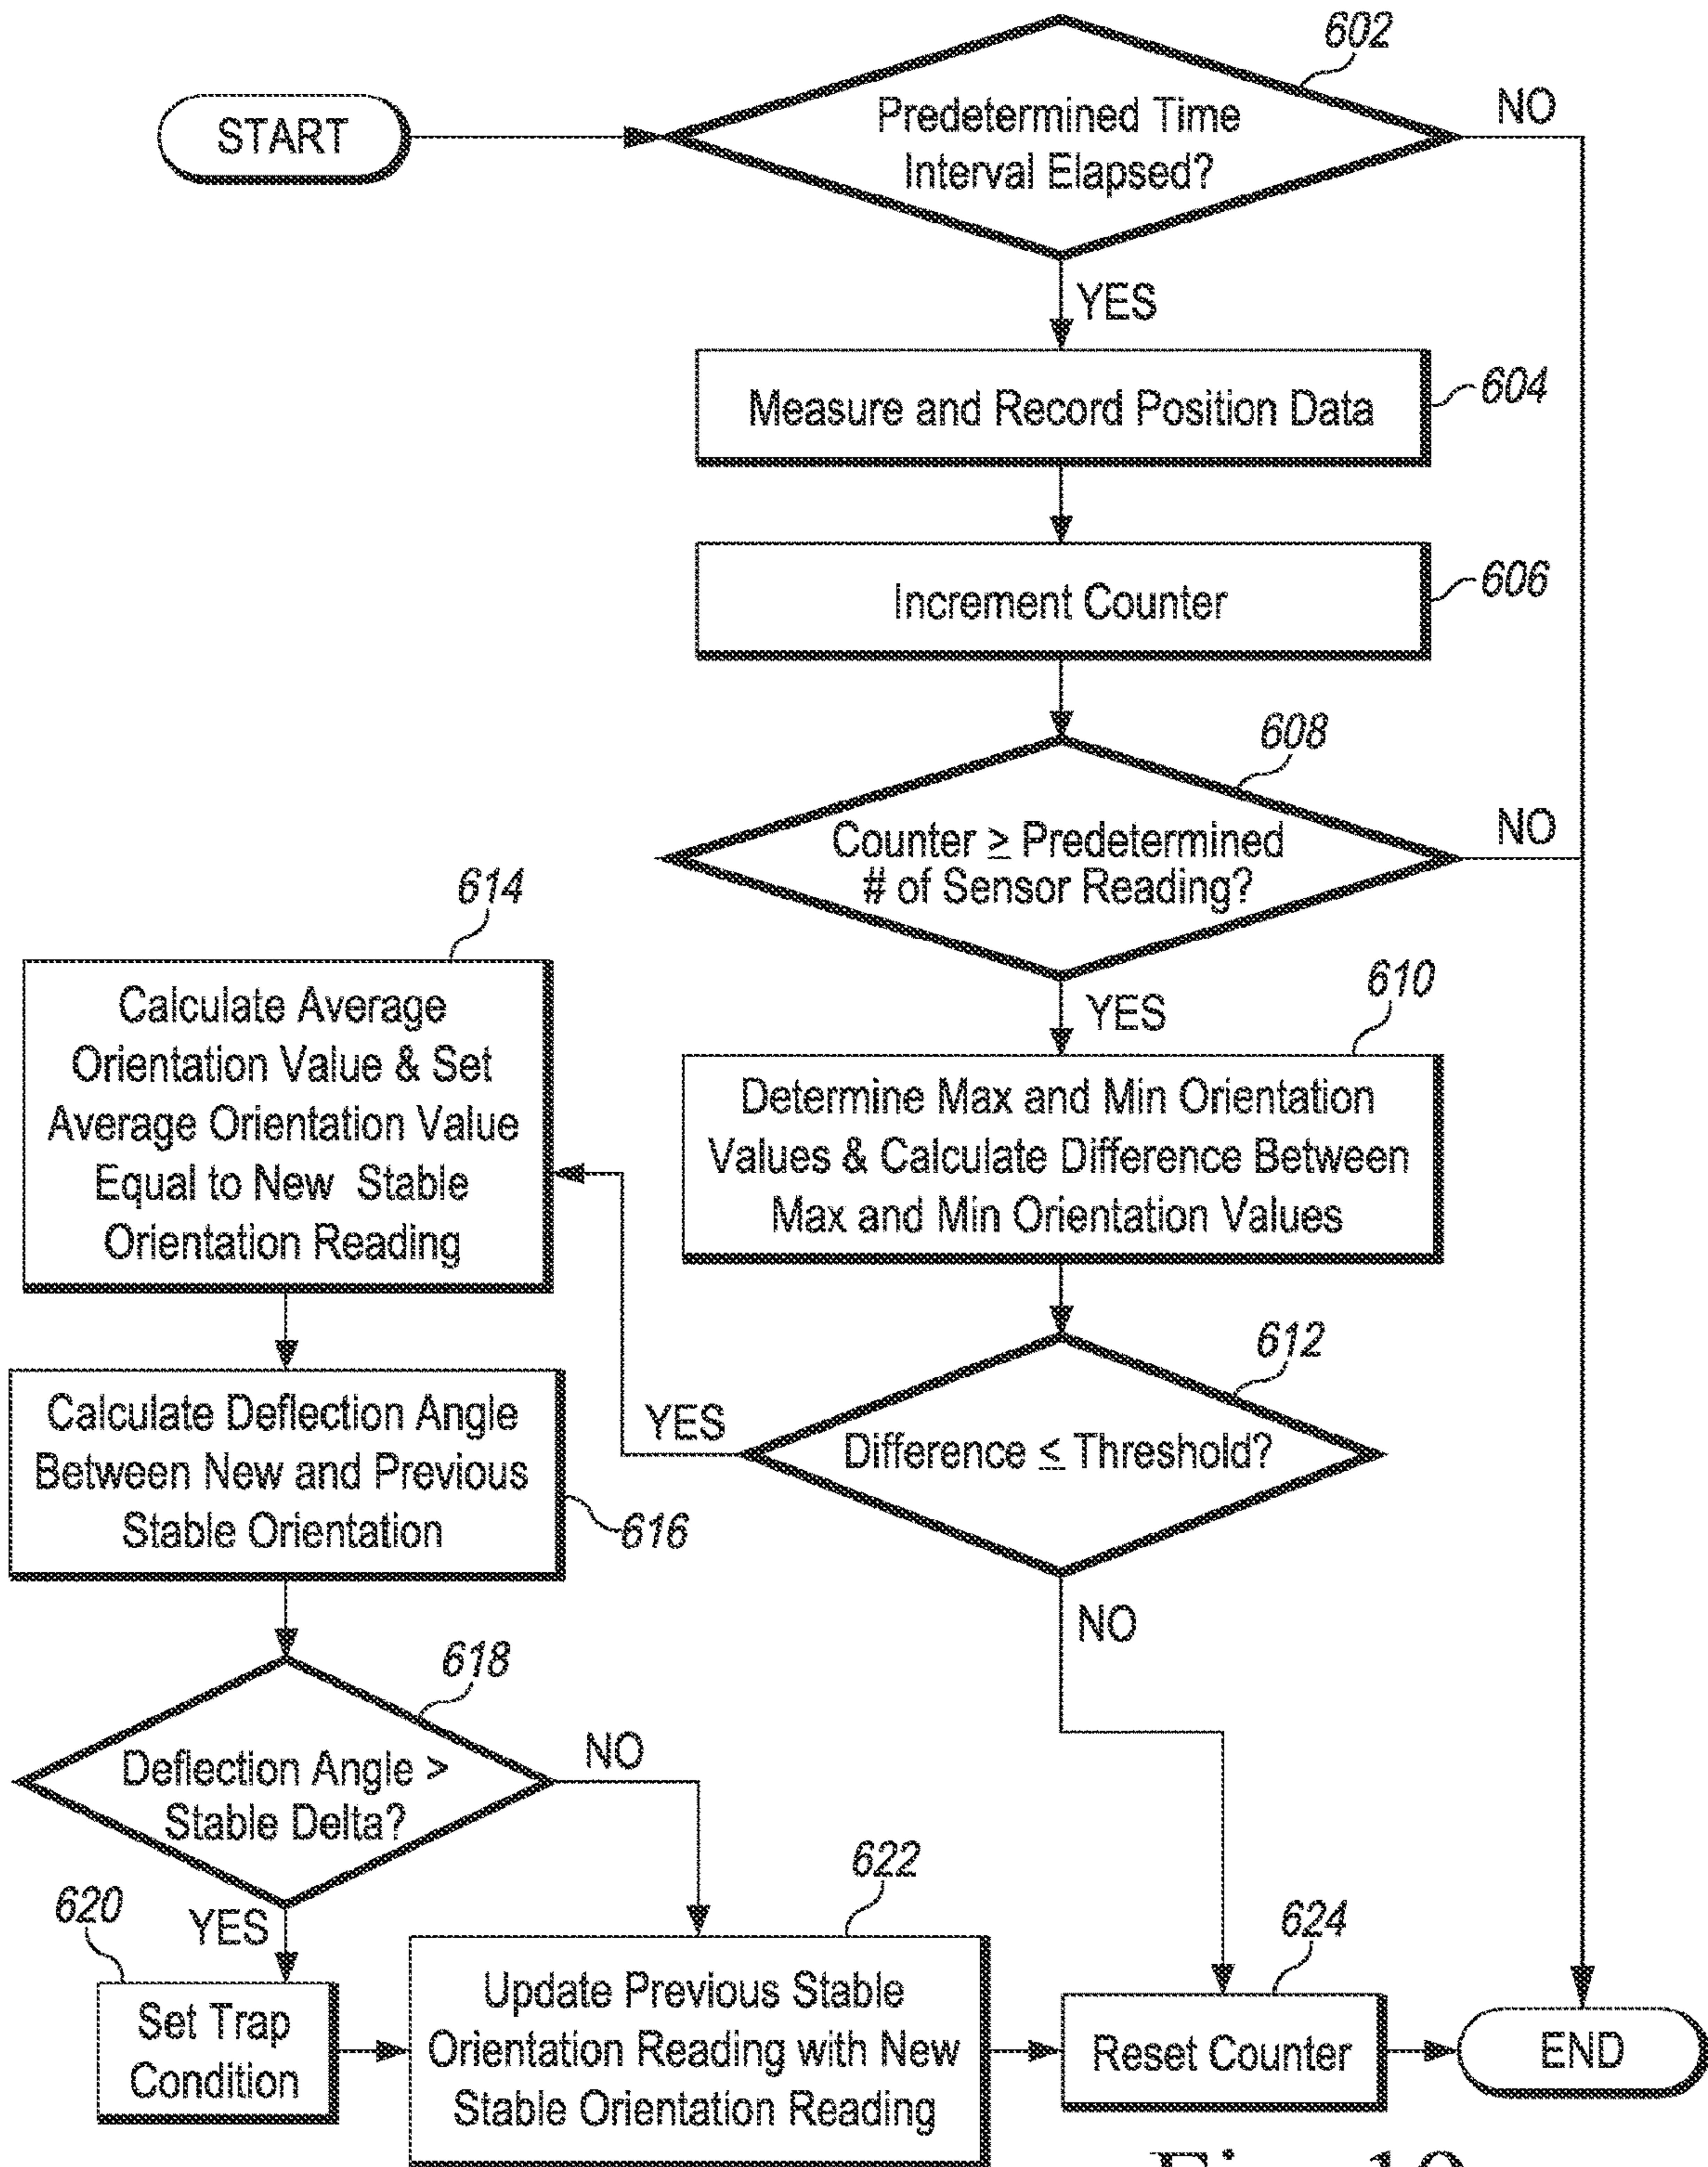 602
START
Predetermined Time
Interval Elapsed?
NO
YES
Measure and Record Position Data
604
Increment Counter
606
608
Counter ≥ Predetermined
# of Sensor Reading?
NO
YES
610
Determine Max and Min Orientation
Values & Calculate Difference Between
Max and Min Orientation Values
612
Difference ≤ Threshold?
YES
NO
614
Calculate Average
Orientation Value & Set
Average Orientation Value
Equal to New Stable
Orientation Reading
Calculate Deflection Angle
Between New and Previous
Stable Orientation
616
618
Deflection Angle >
Stable Delta?
NO
YES
620
Set Trap
Condition
622
Update Previous Stable
Orientation Reading with New
Stable Orientation Reading
624
Reset Counter
END